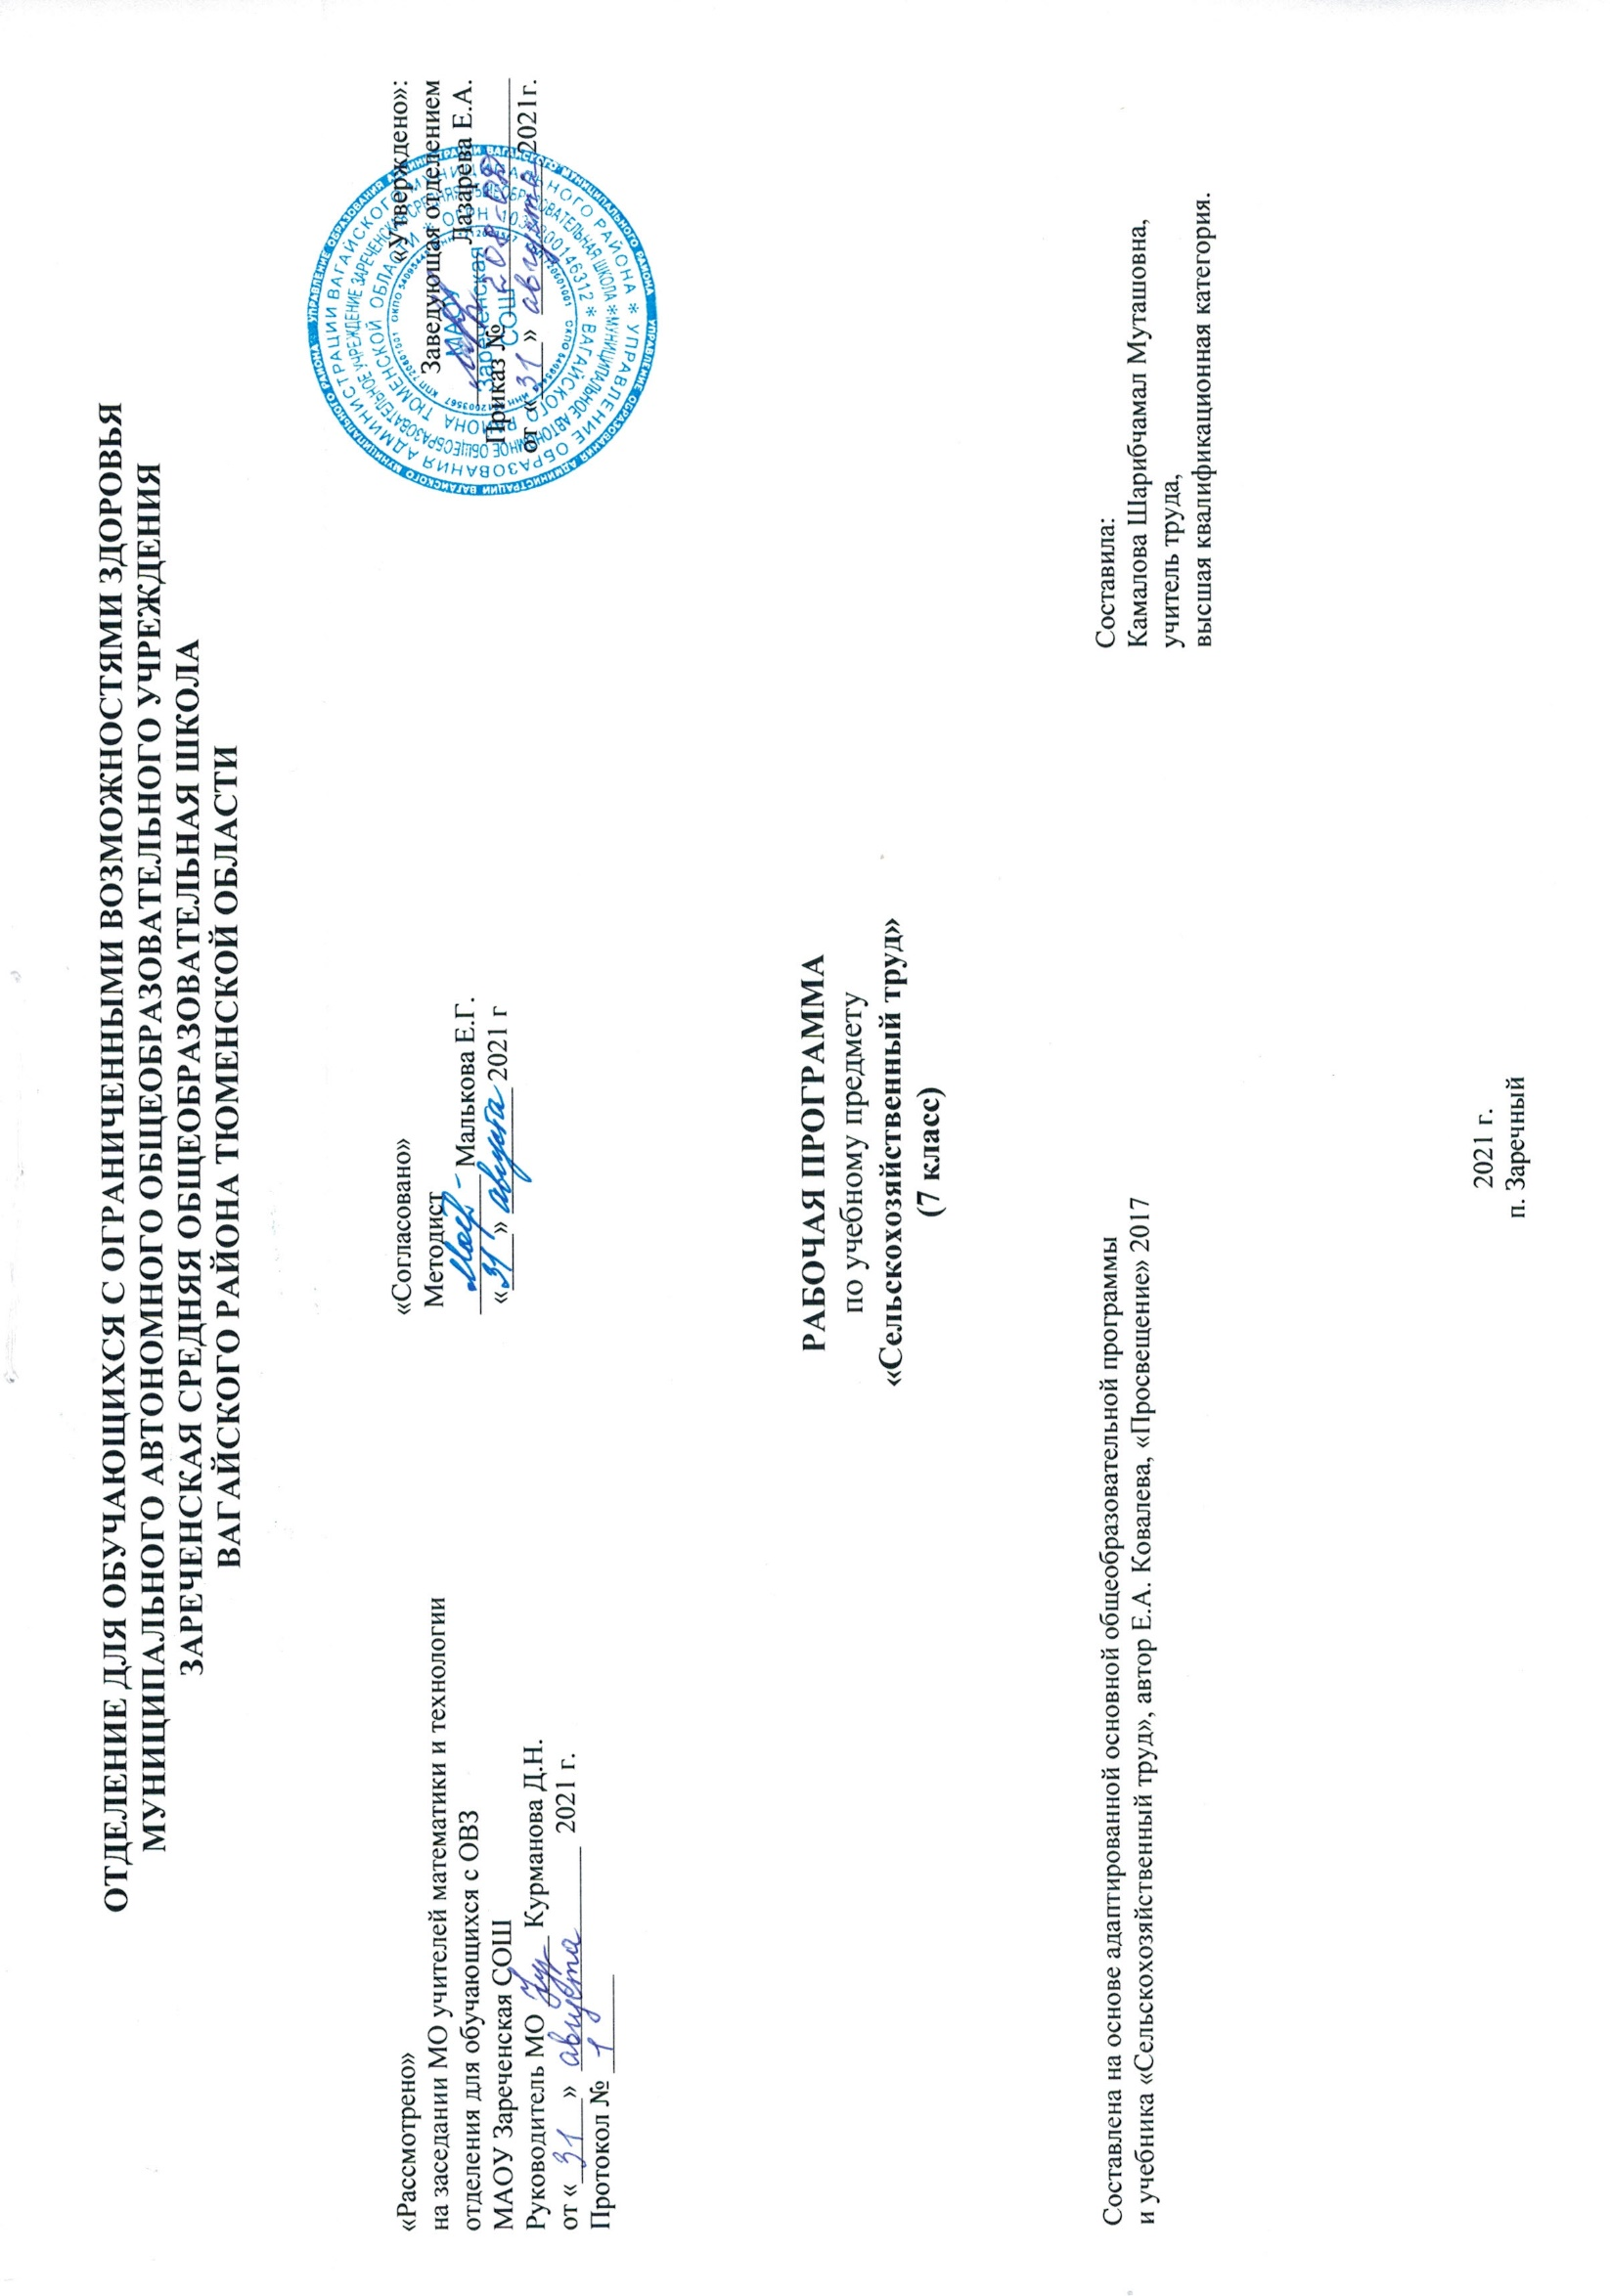 ОТДЕЛЕНИЕ ДЛЯ ОБУЧАЮЩИХСЯ С ОГРАНИЧЕННЫМИ ВОЗМОЖНОСТЯМИ ЗДОРОВЬЯ
МУНИЦИПАЛЬНОГО АВТОНОМНОГО ОБЩЕОБРАЗОВАТЕЛЬНОГО УЧРЕЖДЕНИЯ
ЗАРЕЧЕНСКАЯ СРЕДНЯЯ ОБЩЕОБРАЗОВАТЕЛЬНАЯ ШКОЛА
ВАГАЙСКОГО РАЙОНА ТЮМЕНСКОЙ ОБЛАСТИ
«Рассмотрено»
на заседании МО учителей математики и технологии
отделения для обучающихся с ОВЗ
МАОУ Зареченская СОШ
Руководитель МО Курманова Д.Н.
от « 31 » августа 2021 г.
Протокол № 1
«Согласовано»
Методист
Малькова Е.Г.
« 31 » августа 2021 г
«Утверждено»:
Заведующая отделением
Лазарева Е.А.
Приказ №
от « 31 » августа 2021г.
МАОУ
Зареченская
СОШ
РАБОЧАЯ ПРОГРАММА
по учебному предмету
«Сельскохозяйственный труд»
(7 класс)
Составлена на основе адаптированной основной общеобразовательной программы
и учебника «Сельскохозяйственный труд», автор Е.А. Ковалева, «Просвещение» 2017
Составила:
Камалова Шарибчамал Муташовна,
учитель труда,
высшая квалификационная категория.
2021 г.
п. Заречный